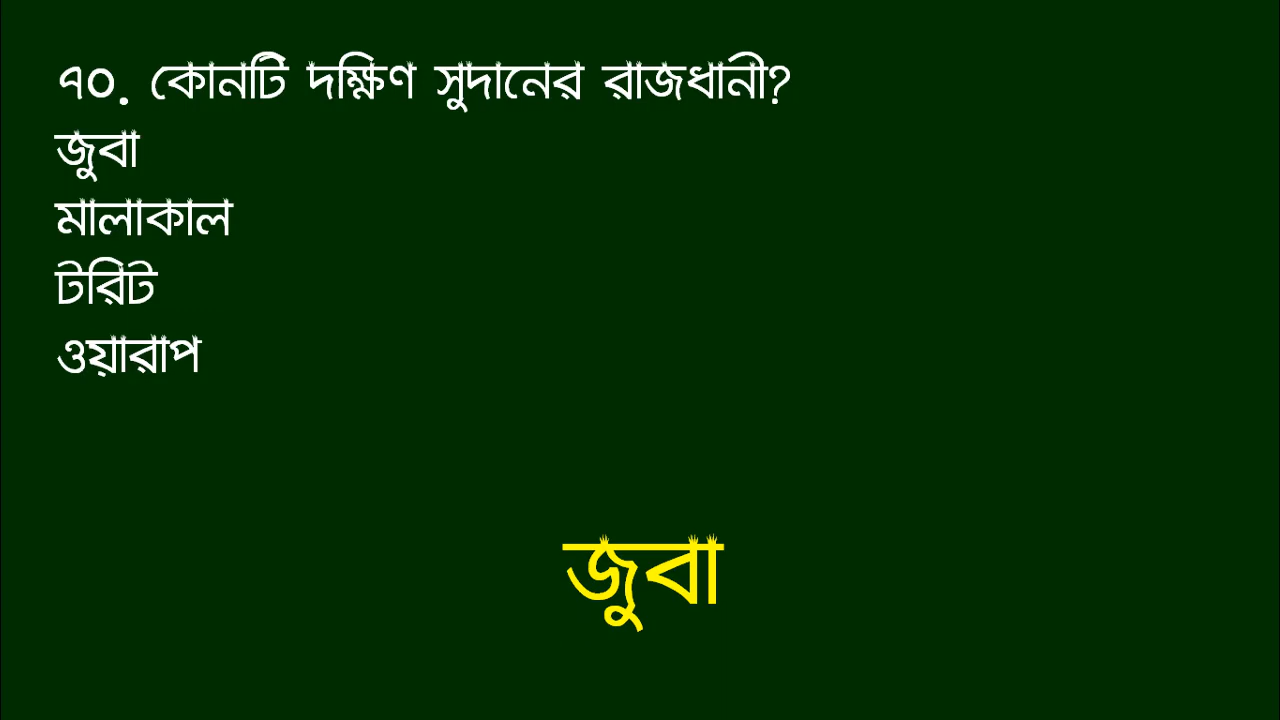 ৭০. কোনটি দক্ষিণ সুদানের রাজধানী?
জুবা
মালাকাল
টরিট
ওয়ারাপ
জুবা